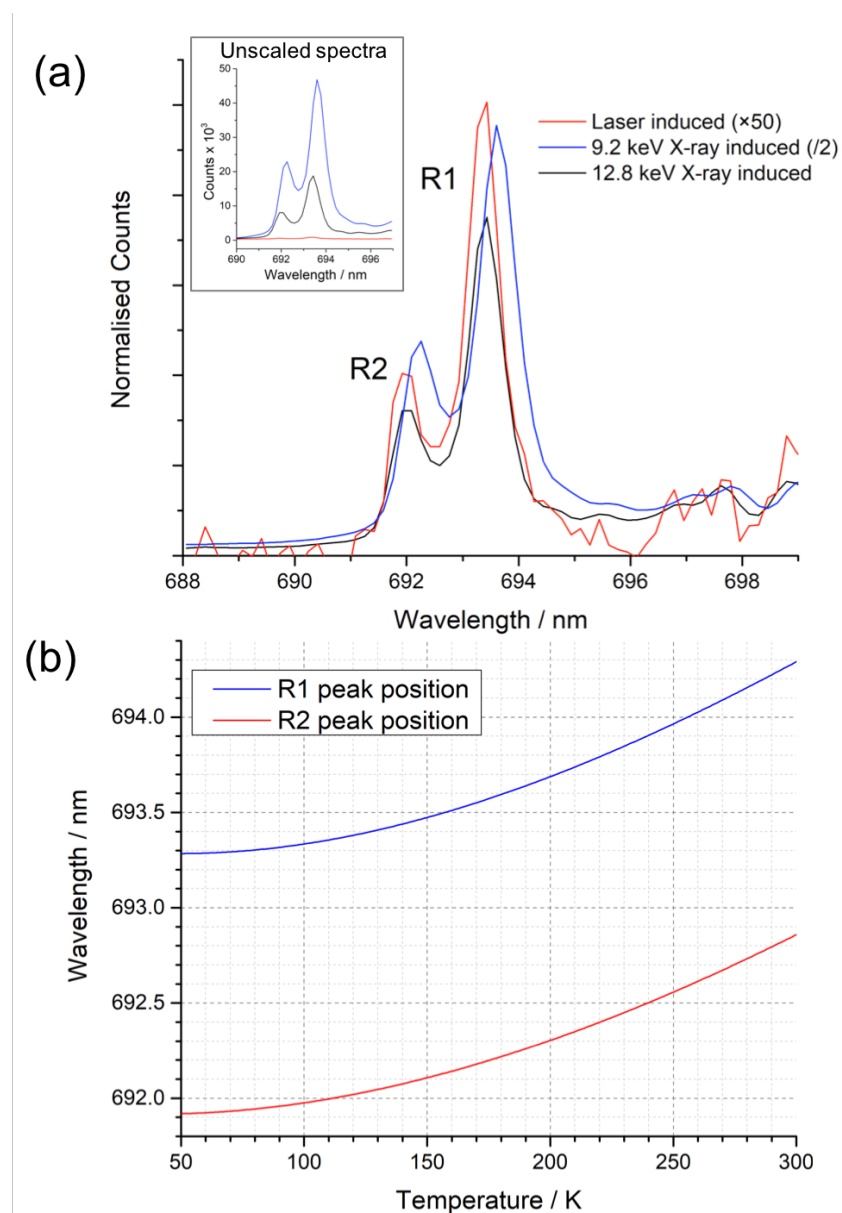 (a)
Unscaled spectra
50
40
30
20
10
0
Counts x 10³
690 692 694 696
Wavelength / nm
Laser induced (×50)
9.2 keV X-ray induced (/2)
12.8 keV X-ray induced
R1
R2
Normalised Counts
688 690 692 694 696 698
Wavelength / nm
(b)
R1 peak position
R2 peak position
694.0
693.5
693.0
692.5
692.0
Wavelength / nm
50 100 150 200 250 300
Temperature / K